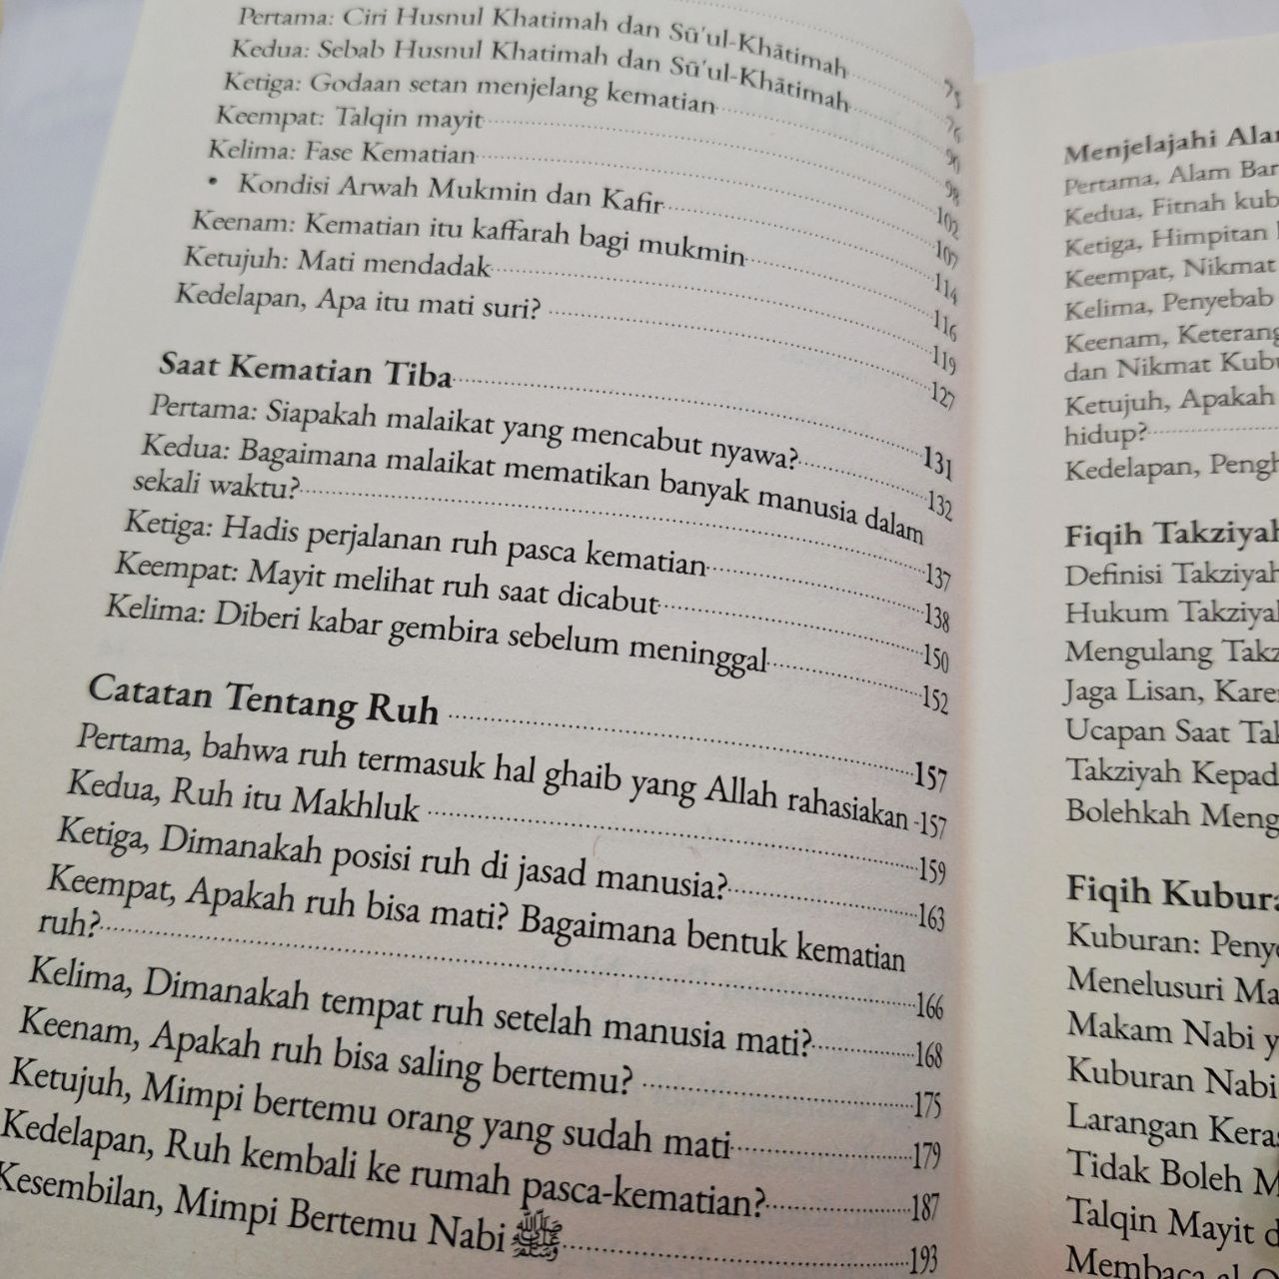 Pertama: Ciri Husnul Khatimah dan Sū'ul-Khātimah 75
Kedua: Sebab Husnul Khatimah dan Sū'ul-Khātimah 76
Ketiga: Godaan setan menjelang kematian 90
Keempat: Talqin mayit 98
Kelima: Fase Kematian 102
• Kondisi Arwah Mukmin dan Kafir 107
Keenam: Kematian itu kaffarah bagi mukmin 114
Ketujuh: Mati mendadak 116
Kedelapan, Apa itu mati suri? 119
127
Saat Kematian Tiba 131
Pertama: Siapakah malaikat yang mencabut nyawa? 132
Kedua: Bagaimana malaikat mematikan banyak manusia dalam
sekali waktu? 137
Ketiga: Hadis perjalanan ruh pasca kematian 138
Keempat: Mayit melihat ruh saat dicabut 150
Kelima: Diberi kabar gembira sebelum meninggal 152
Catatan Tentang Ruh 157
Pertama, bahwa ruh termasuk hal ghaib yang Allah rahasiakan 157
Kedua, Ruh itu Makhluk 159
Ketiga, Dimanakah posisi ruh di jasad manusia? 163
Keempat, Apakah ruh bisa mati? Bagaimana bentuk kematian
ruh? 166
Kelima, Dimanakah tempat ruh setelah manusia mati? 168
Keenam, Apakah ruh bisa saling bertemu? 175
Ketujuh, Mimpi bertemu orang yang sudah mati 179
Kedelapan, Ruh kembali ke rumah pasca-kematian? 187
Kesembilan, Mimpi Bertemu Nabi ﷺ 193
Menjelajahi
Pertama, Alam
Kedua, Fitnah
Ketiga, Himpitan
Keempat, Nikmat
Kelima, Penyebab
Keenam,
dan Nikmat
Ketujuh, Apakah
hidup?
Kedelapan,
Fiqih Takziyah
Definisi Takziyah
Hukum
Mengulang
Jaga Lisan,
Ucapan Saat
Takziyah
Bolehkah
Fiqih
Kuburan:
Menelusuri
Makam Nabi
Kuburan Nabi
Larangan
Tidak Boleh
Talqin Mayit